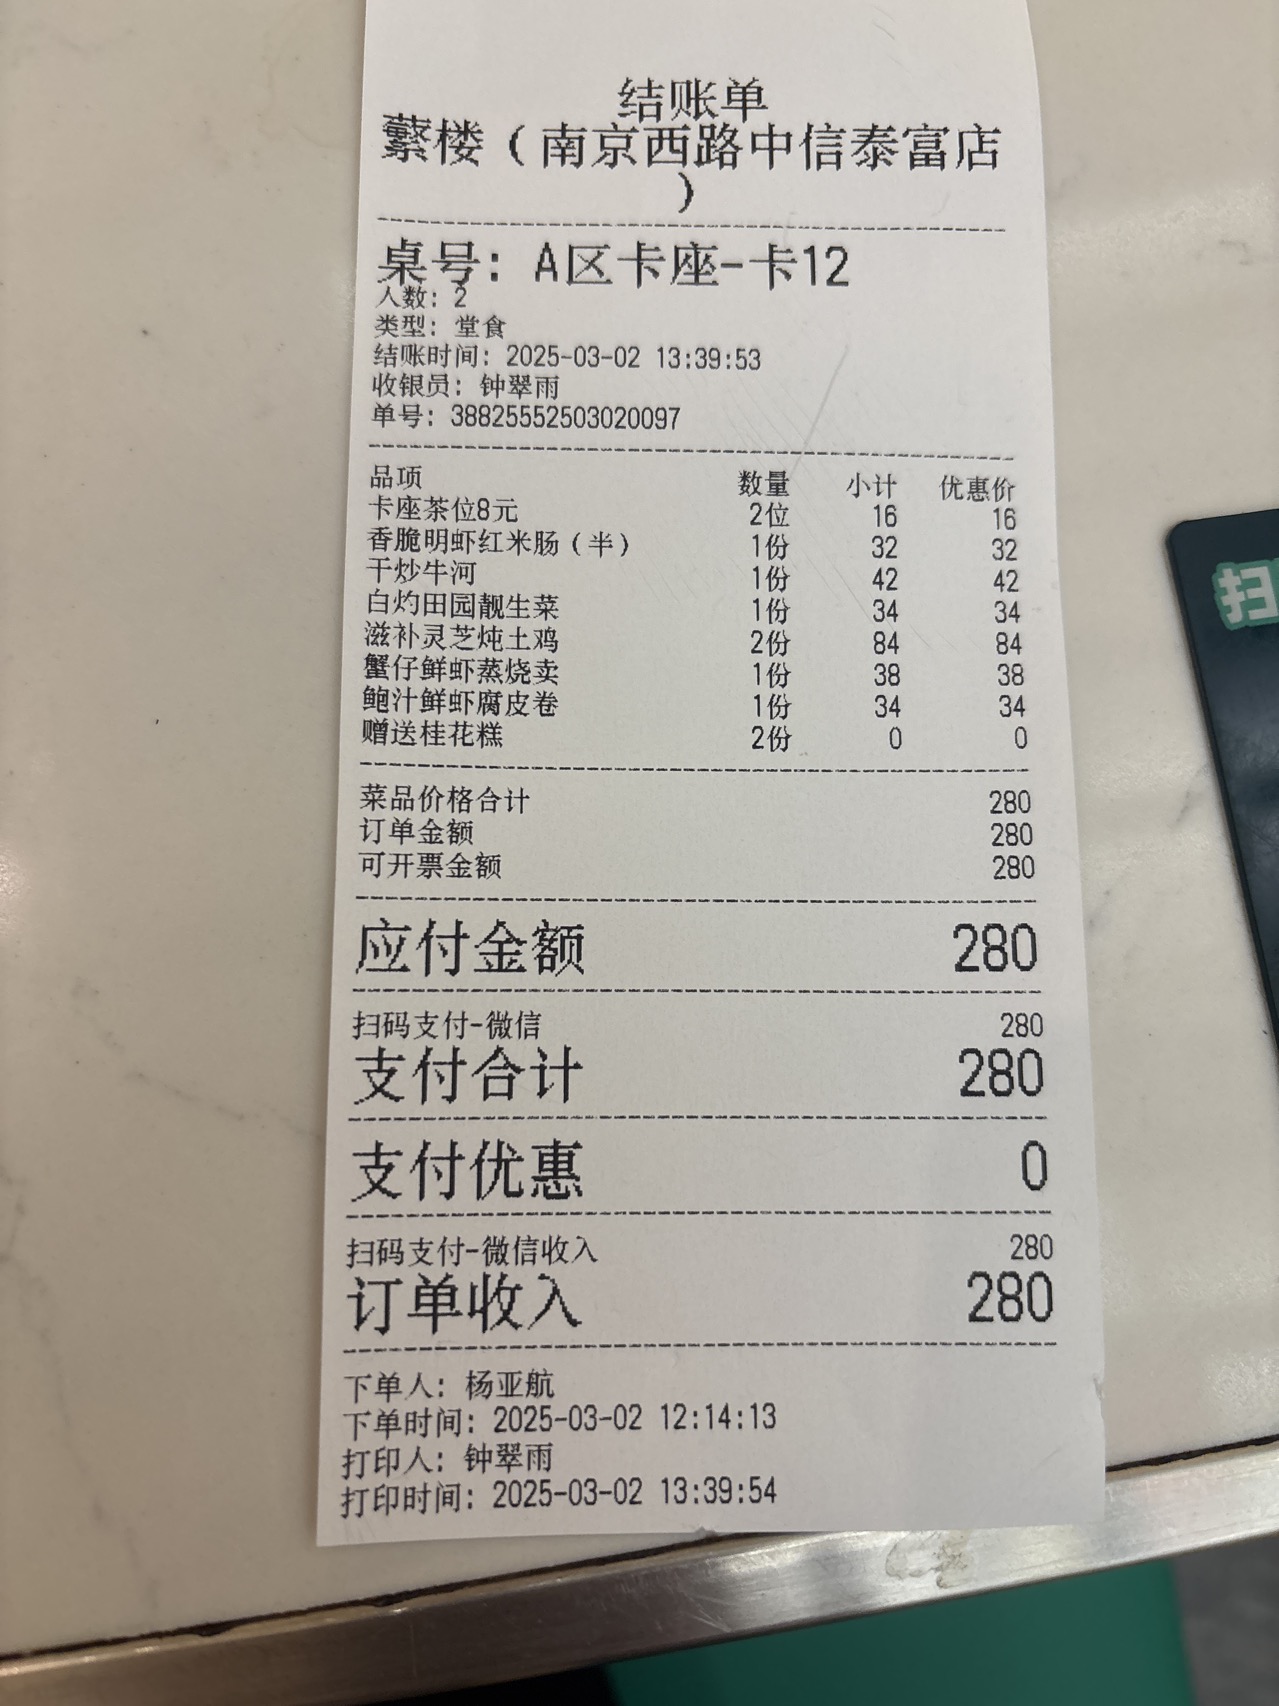 结账单
蘩楼（南京西路中信泰富店
）
桌号：A区卡座-卡12
人数：2
类型：堂食
结账时间：2025-03-02 13:39:53
收银员：钟翠雨
单号：38825552503020097
品项 数量 小计 优惠价
卡座茶位8元 2位 16 16
香脆明虾红米肠（半） 1份 32 32
干炒牛河 1份 42 42
白灼田园靓生菜 1份 34 34
滋补灵芝炖土鸡 2份 84 84
蟹仔鲜虾蒸烧卖 1份 38 38
鲍汁鲜虾腐皮卷 1份 34 34
赠送桂花糕 2份 0 0
菜品价格合计 280
订单金额 280
可开票金额 280
应付金额 280
扫码支付-微信 280
支付合计 280
支付优惠 0
扫码支付-微信收入 280
订单收入 280
下单人：杨亚航
下单时间：2025-03-02 12:14:13
打印人：钟翠雨
打印时间：2025-03-02 13:39:54
扫